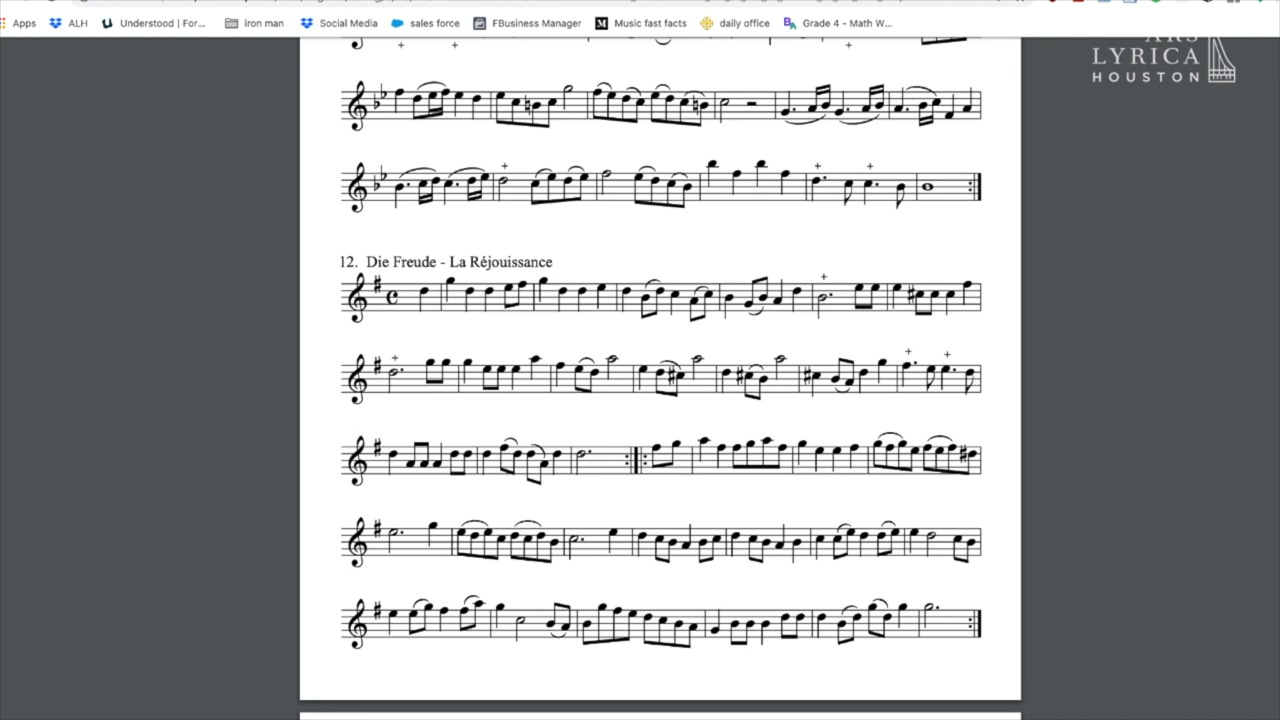 Apps ALH Understood | For... iron man Social Media sales force FBusiness Manager Music fast facts daily office Grade 4 - Math W...
ARS
LYRICA
HOUSTON
12. Die Freude - La Réjouissance